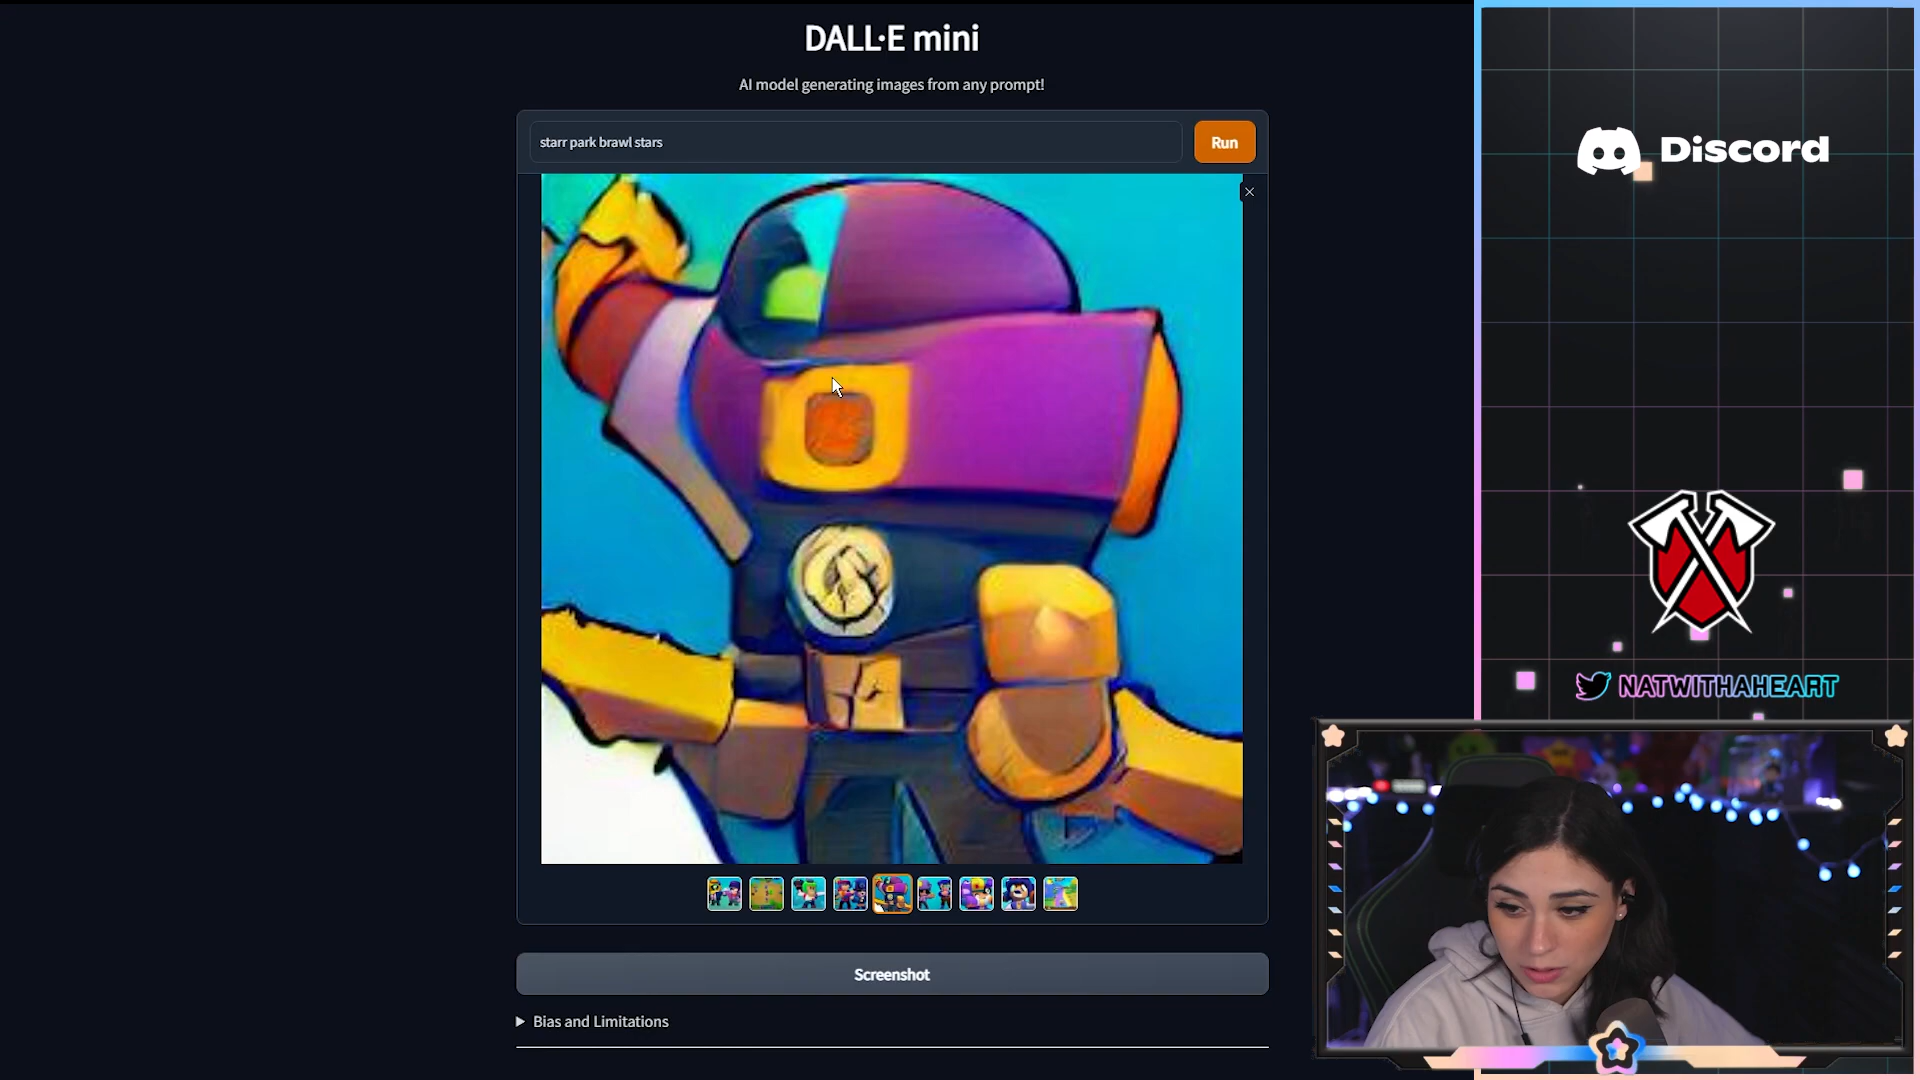 DALL·E mini
AI model generating images from any prompt!
starr park brawl stars
Run
Discord
NATWITHAHEART
Screenshot
Bias and Limitations